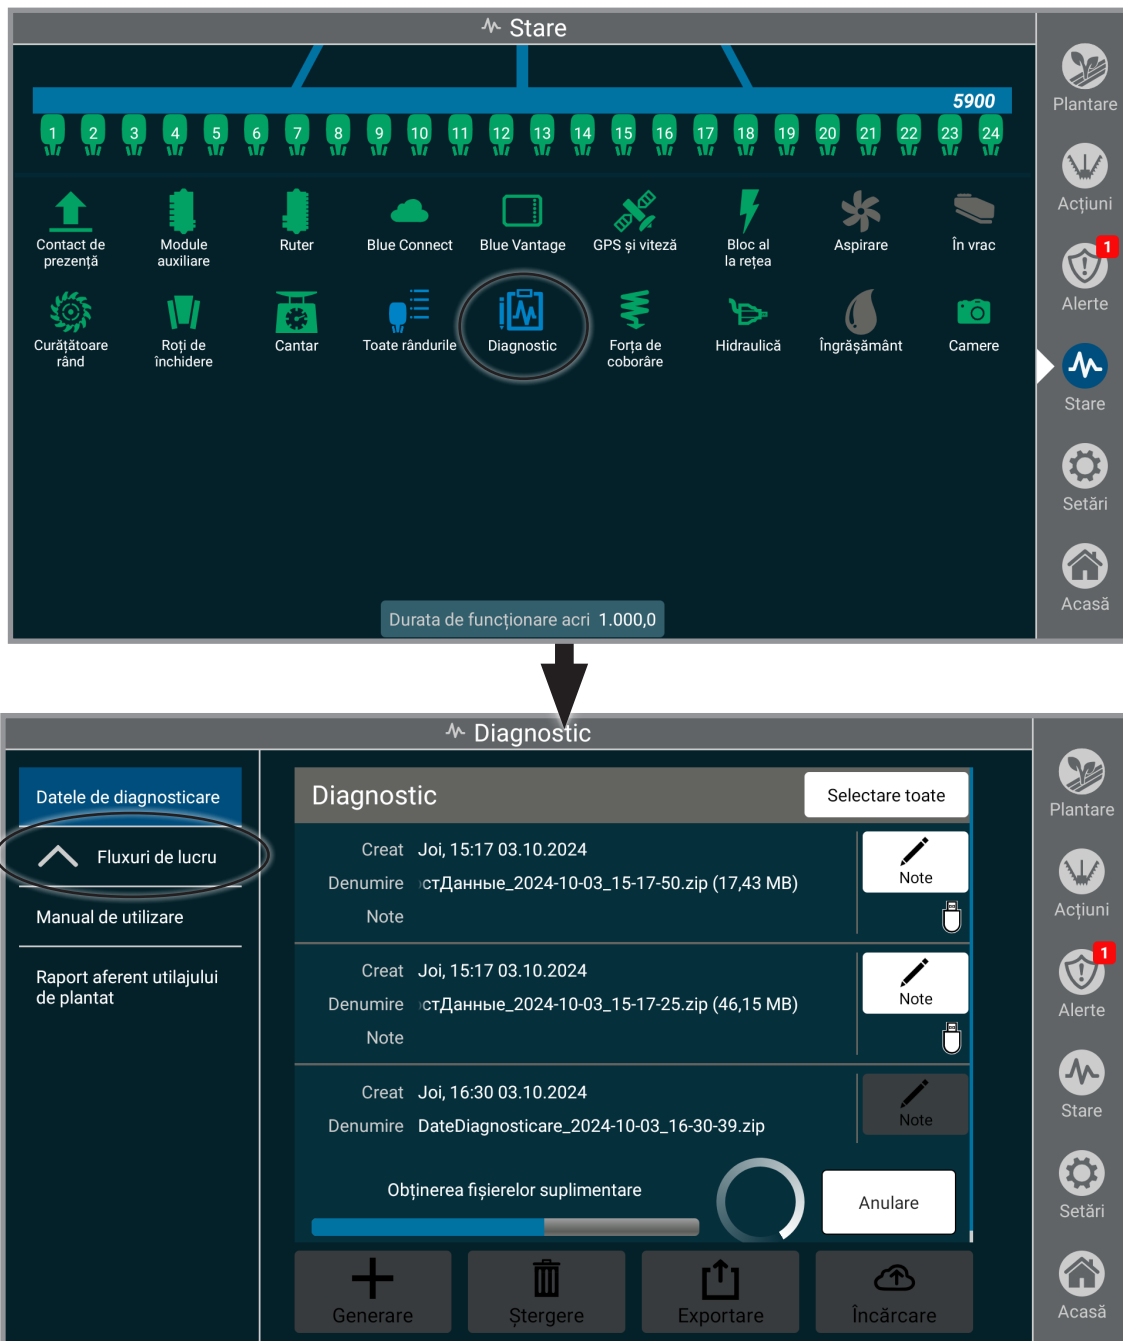 Stare
5900
1 2 3 4 5 6 7 8 9 10 11 12 13 14 15 16 17 18 19 20 21 22 23 24
Contact de
prezență
Module
auxiliare
Ruter
Blue Connect
Blue Vantage
GPS și viteză
Bloc al
la rețea
Aspirare
În vrac
Curățătoare
rând
Roți de
închidere
Cantar
Toate rândurile
Diagnostic
Forța de
coborâre
Hidraulică
Îngrășământ
Camere
Durata de funcționare acri 1.000,0
Plantare
Acțiuni
1
Alerte
Stare
Setări
Acasă
Diagnostic
Datele de diagnosticare
Fluxuri de lucru
Manual de utilizare
Raport aferent utilajului
de plantat
Diagnostic
Selectare toate
Creat Joi, 15:17 03.10.2024
Denumire стДанные_2024-10-03_15-17-50.zip (17,43 MB)
Note
Note
Creat Joi, 15:17 03.10.2024
Denumire стДанные_2024-10-03_15-17-25.zip (46,15 MB)
Note
Note
Creat Joi, 16:30 03.10.2024
Denumire DateDiagnosticare_2024-10-03_16-30-39.zip
Note
Obținerea fișierelor suplimentare
Anulare
Generare
Ștergere
Exportare
Încărcare
Plantare
Acțiuni
1
Alerte
Stare
Setări
Acasă